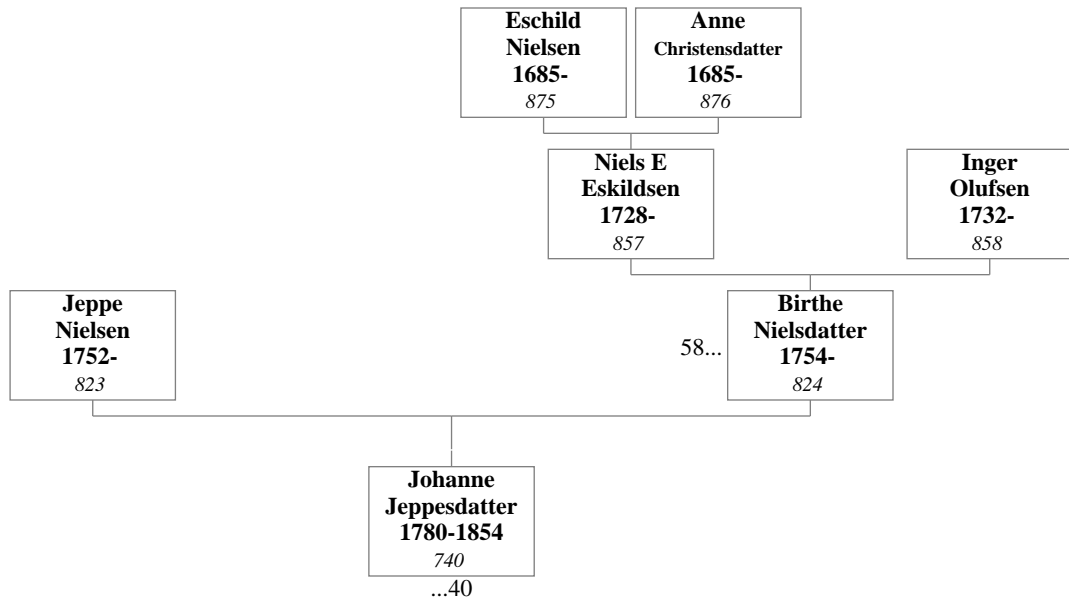 Eschild
Nielsen
1685-
875
Anne
Christensdatter
1685-
876
Niels E
Eskildsen
1728-
857
Inger
Olufsen
1732-
858
Jeppe
Nielsen
1752-
823
58...
Birthe
Nielsdatter
1754-
824
Johanne
Jeppesdatter
1780-1854
740
...40